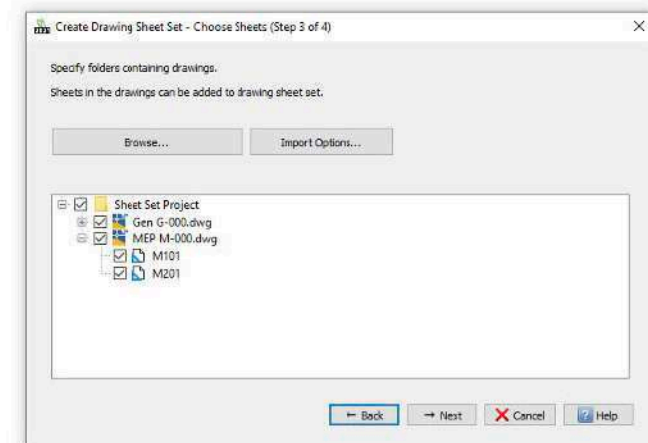 Create Drawing Sheet Set - Choose Sheets (Step 3 of 4)
Specify folders containing drawings.
Sheets in the drawings can be added to drawing sheet set.
Browse... Import Options...
Sheet Set Project
Gen G-000.dwg
MEP M-000.dwg
M101
M201
← Back → Next Cancel Help